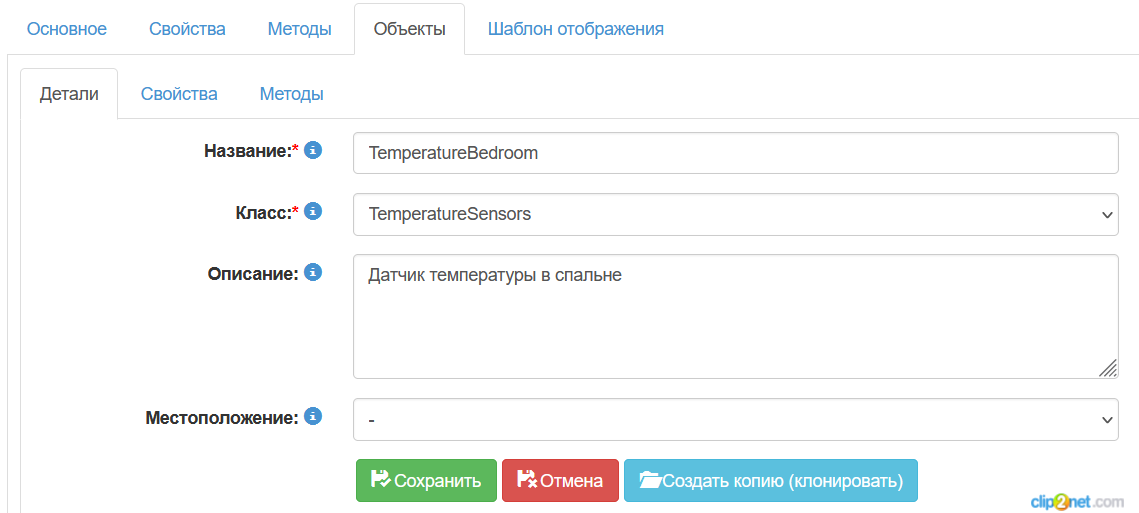 Основное Свойства Методы Объекты Шаблон отображения
Детали Свойства Методы
Название:* TemperatureBedroom
Класс:* TemperatureSensors
Описание: Датчик температуры в спальне
Местоположение: -
Сохранить Отмена Создать копию (клонировать)
clip2net.com